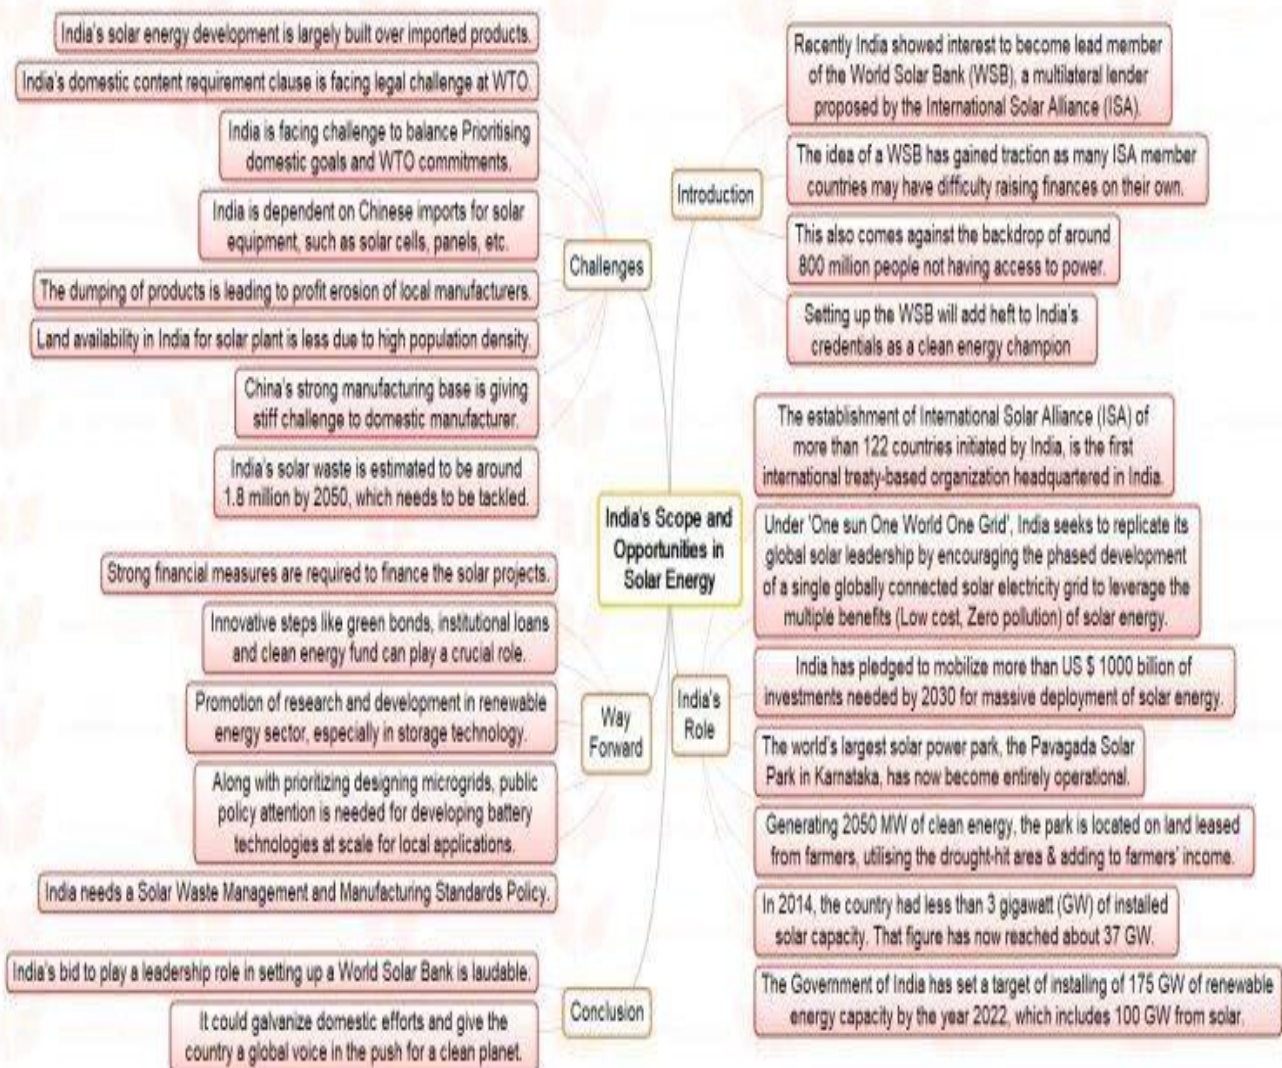 India's Scope and
Opportunities in
Solar Energy
Introduction
Recently India showed interest to become lead member
of the World Solar Bank (WSB), a multilateral lender
proposed by the International Solar Alliance (ISA).
The idea of a WSB has gained traction as many ISA member
countries may have difficulty raising finances on their own.
This also comes against the backdrop of around
800 million people not having access to power.
Setting up the WSB will add heft to India's
credentials as a clean energy champion
India's
Role
The establishment of International Solar Alliance (ISA) of
more than 122 countries initiated by India, is the first
international treaty-based organization headquartered in India.
Under 'One sun One World One Grid', India seeks to replicate its
global solar leadership by encouraging the phased development
of a single globally connected solar electricity grid to leverage the
multiple benefits (Low cost, Zero pollution) of solar energy.
India has pledged to mobilize more than US $ 1000 billion of
investments needed by 2030 for massive deployment of solar energy.
The world's largest solar power park, the Pavagada Solar
Park in Karnataka, has now become entirely operational.
Generating 2050 MW of clean energy, the park is located on land leased
from farmers, utilising the drought-hit area & adding to farmers' income.
In 2014, the country had less than 3 gigawatt (GW) of installed
solar capacity. That figure has now reached about 37 GW.
The Government of India has set a target of installing of 175 GW of renewable
energy capacity by the year 2022, which includes 100 GW from solar.
Challenges
India's solar energy development is largely built over imported products.
India's domestic content requirement clause is facing legal challenge at WTO.
India is facing challenge to balance Prioritising
domestic goals and WTO commitments.
India is dependent on Chinese imports for solar
equipment, such as solar cells, panels, etc.
The dumping of products is leading to profit erosion of local manufacturers.
Land availability in India for solar plant is less due to high population density.
China's strong manufacturing base is giving
stiff challenge to domestic manufacturer.
India's solar waste is estimated to be around
1.8 million by 2050, which needs to be tackled.
Way
Forward
Strong financial measures are required to finance the solar projects.
Innovative steps like green bonds, institutional loans
and clean energy fund can play a crucial role.
Promotion of research and development in renewable
energy sector, especially in storage technology.
Along with prioritizing designing microgrids, public
policy attention is needed for developing battery
technologies at scale for local applications.
India needs a Solar Waste Management and Manufacturing Standards Policy.
Conclusion
India's bid to play a leadership role in setting up a World Solar Bank is laudable.
It could galvanize domestic efforts and give the
country a global voice in the push for a clean planet.